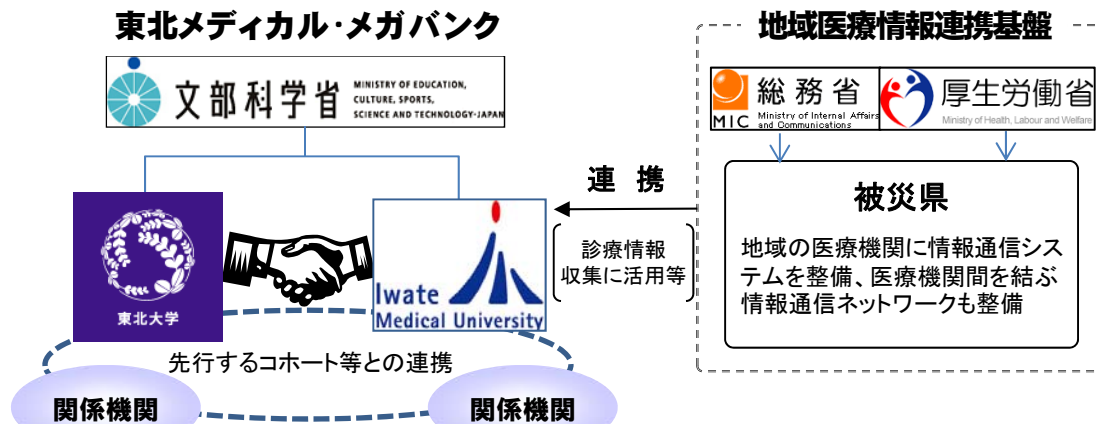 東北メディカル・メガバンク
文部科学省
MINISTRY OF EDUCATION,
CULTURE, SPORTS,
SCIENCE AND TECHNOLOGY-JAPAN
東北大学
Iwate
Medical University
先行するコホート等との連携
関係機関
関係機関
連 携
診療情報
収集に活用等
地域医療情報連携基盤
MIC
総務省
Ministry of Internal Affairs
and Communications
厚生労働省
Ministry of Health, Labour and Welfare
被災県
地域の医療機関に情報通信シス
テムを整備、医療機関間を結ぶ
情報通信ネットワークも整備